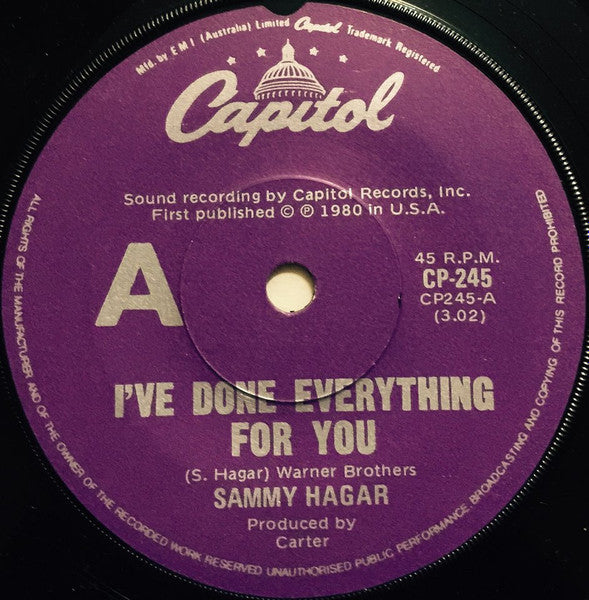 Mfd. by EMI (Australia) Limited Capitol Trademark Registered
Capitol
Sound recording by Capitol Records, Inc.
First published © ℗ 1980 in U.S.A.
A
45 R.P.M.
CP-245
CP245-A
(3.02)
I'VE DONE EVERYTHING
FOR YOU
(S. Hagar) Warner Brothers
SAMMY HAGAR
Produced by
Carter
ALL RIGHTS OF THE MANUFACTURER AND OF THE OWNER OF THE RECORDED WORK RESERVED UNAUTHORISED PUBLIC PERFORMANCE, BROADCASTING AND COPYING OF THIS RECORD PROHIBITED